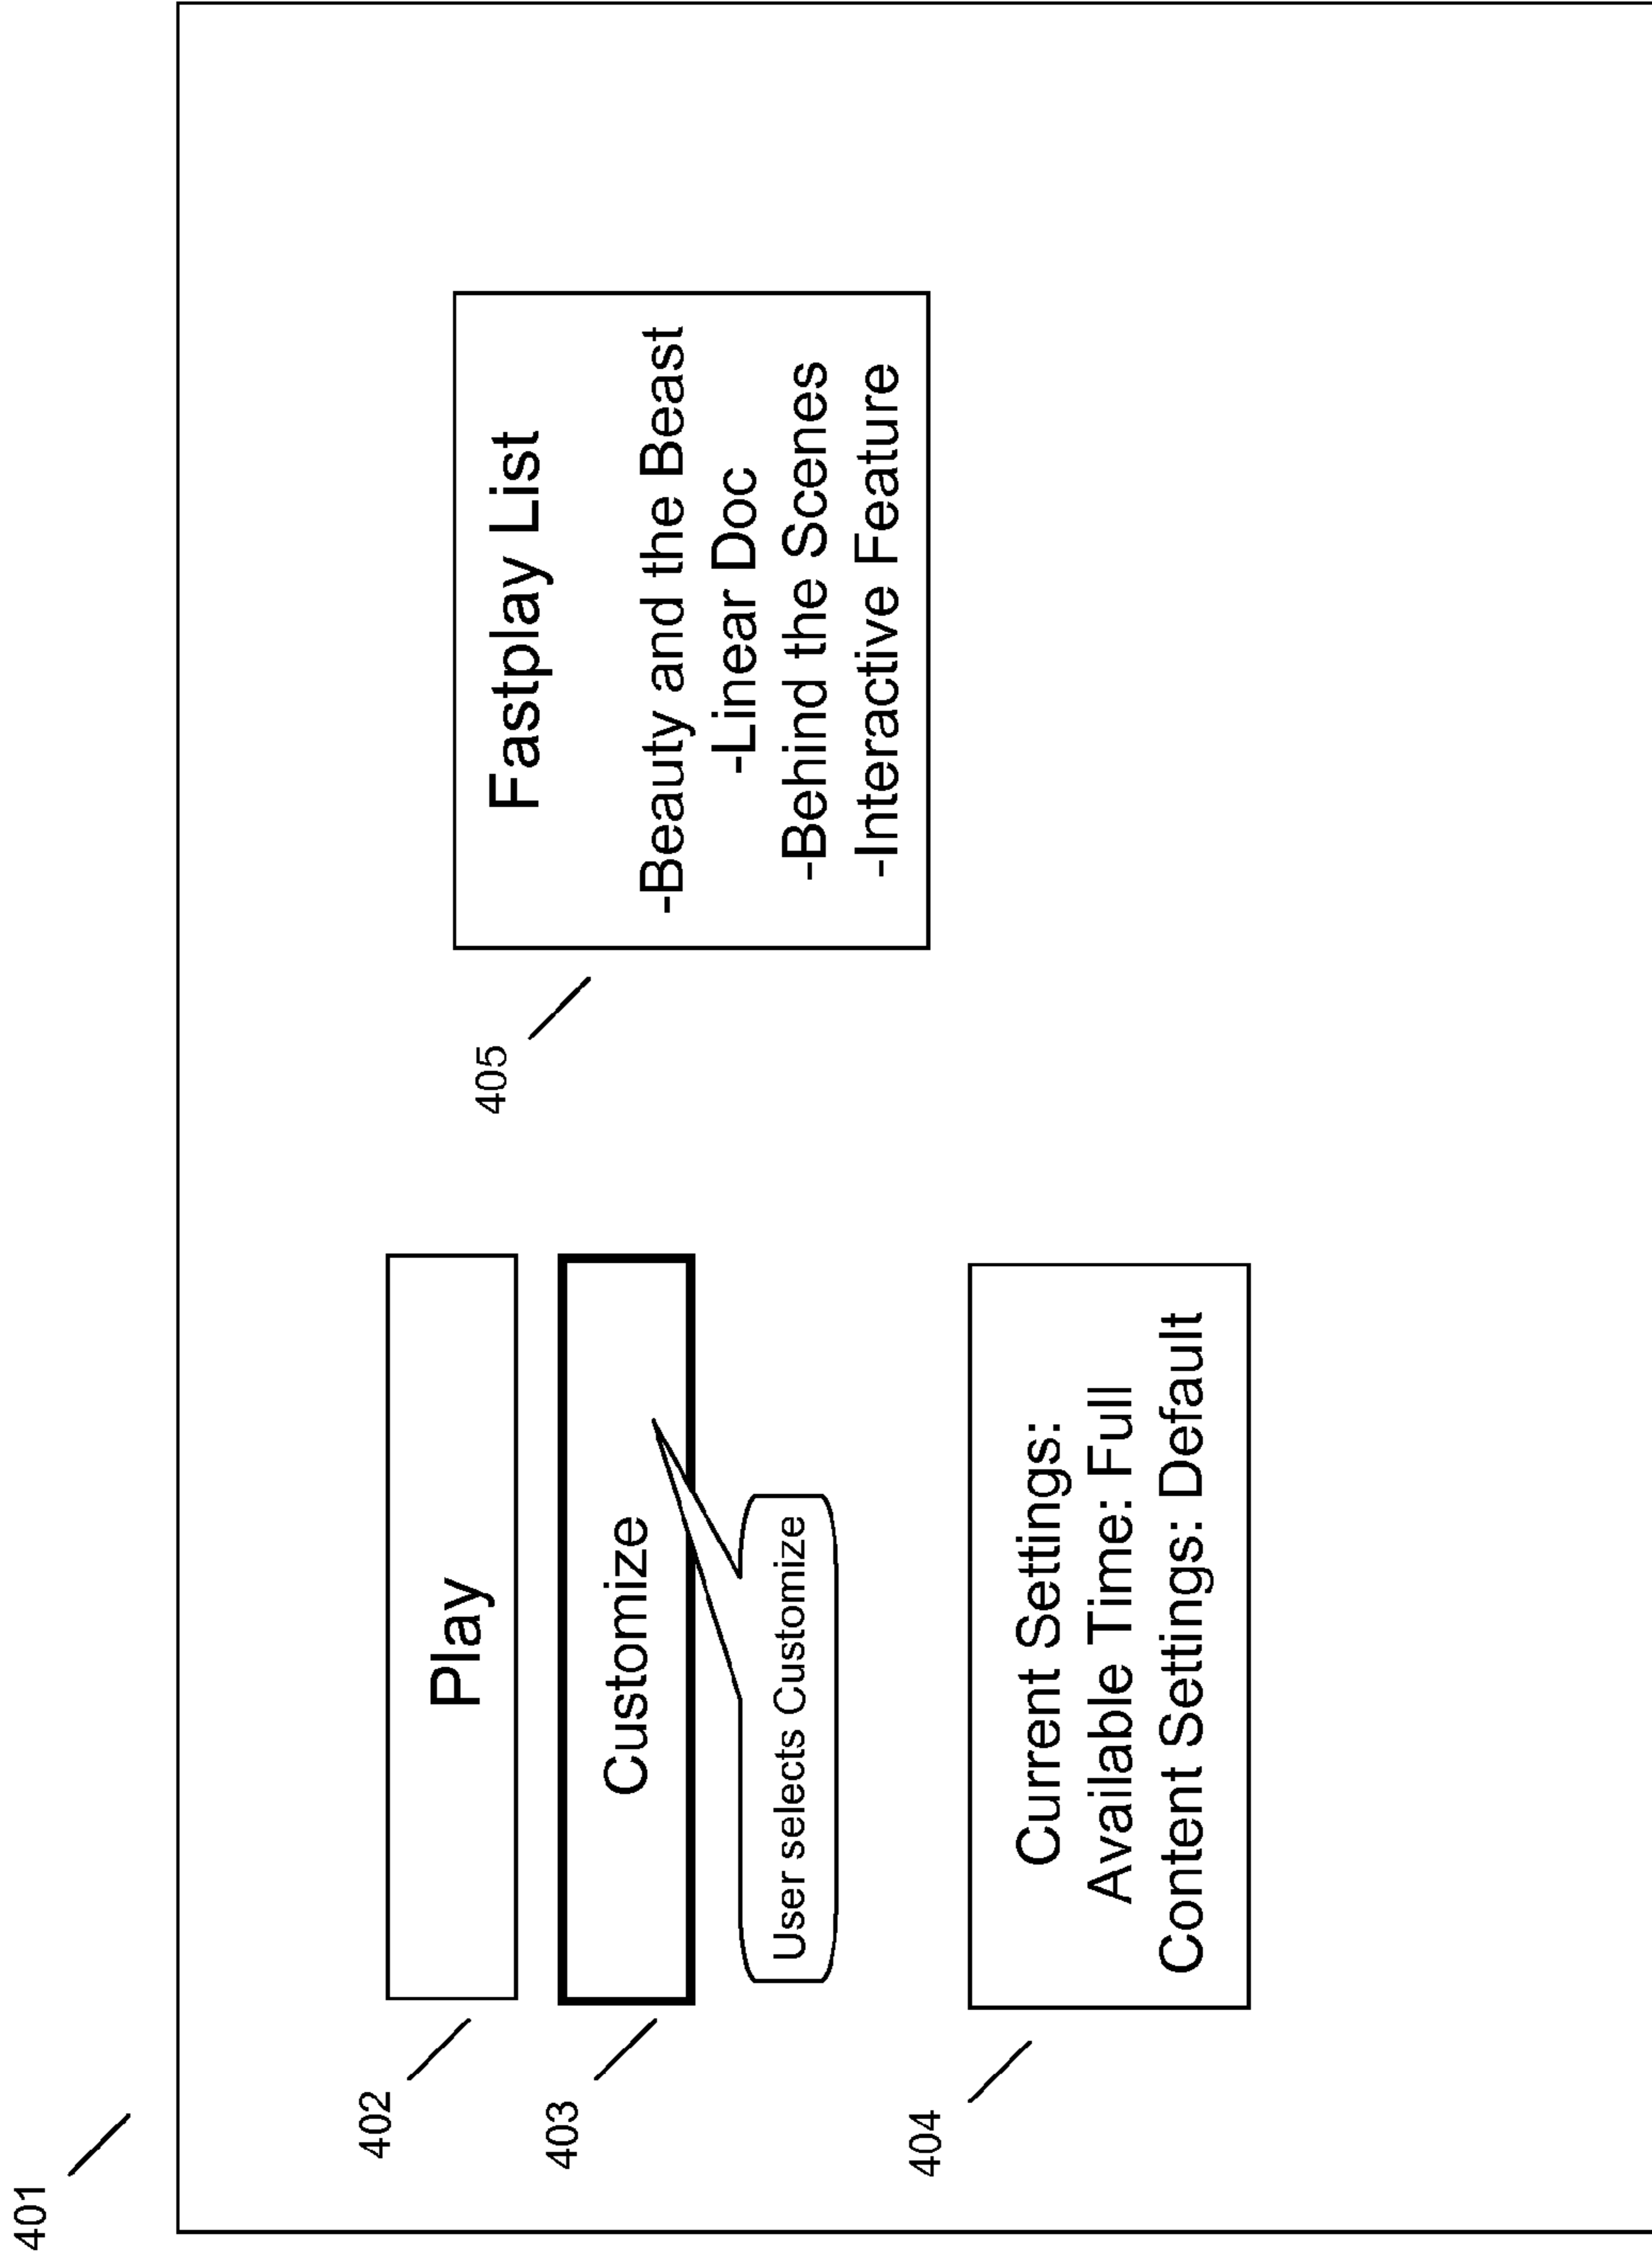 401
402
Play
403
Customize
User selects Customize
404
Current Settings:
Available Time: Full
Content Settings: Default
405
Fastplay List
-Beauty and the Beast
-Linear Doc
-Behind the Scenes
-Interactive Feature